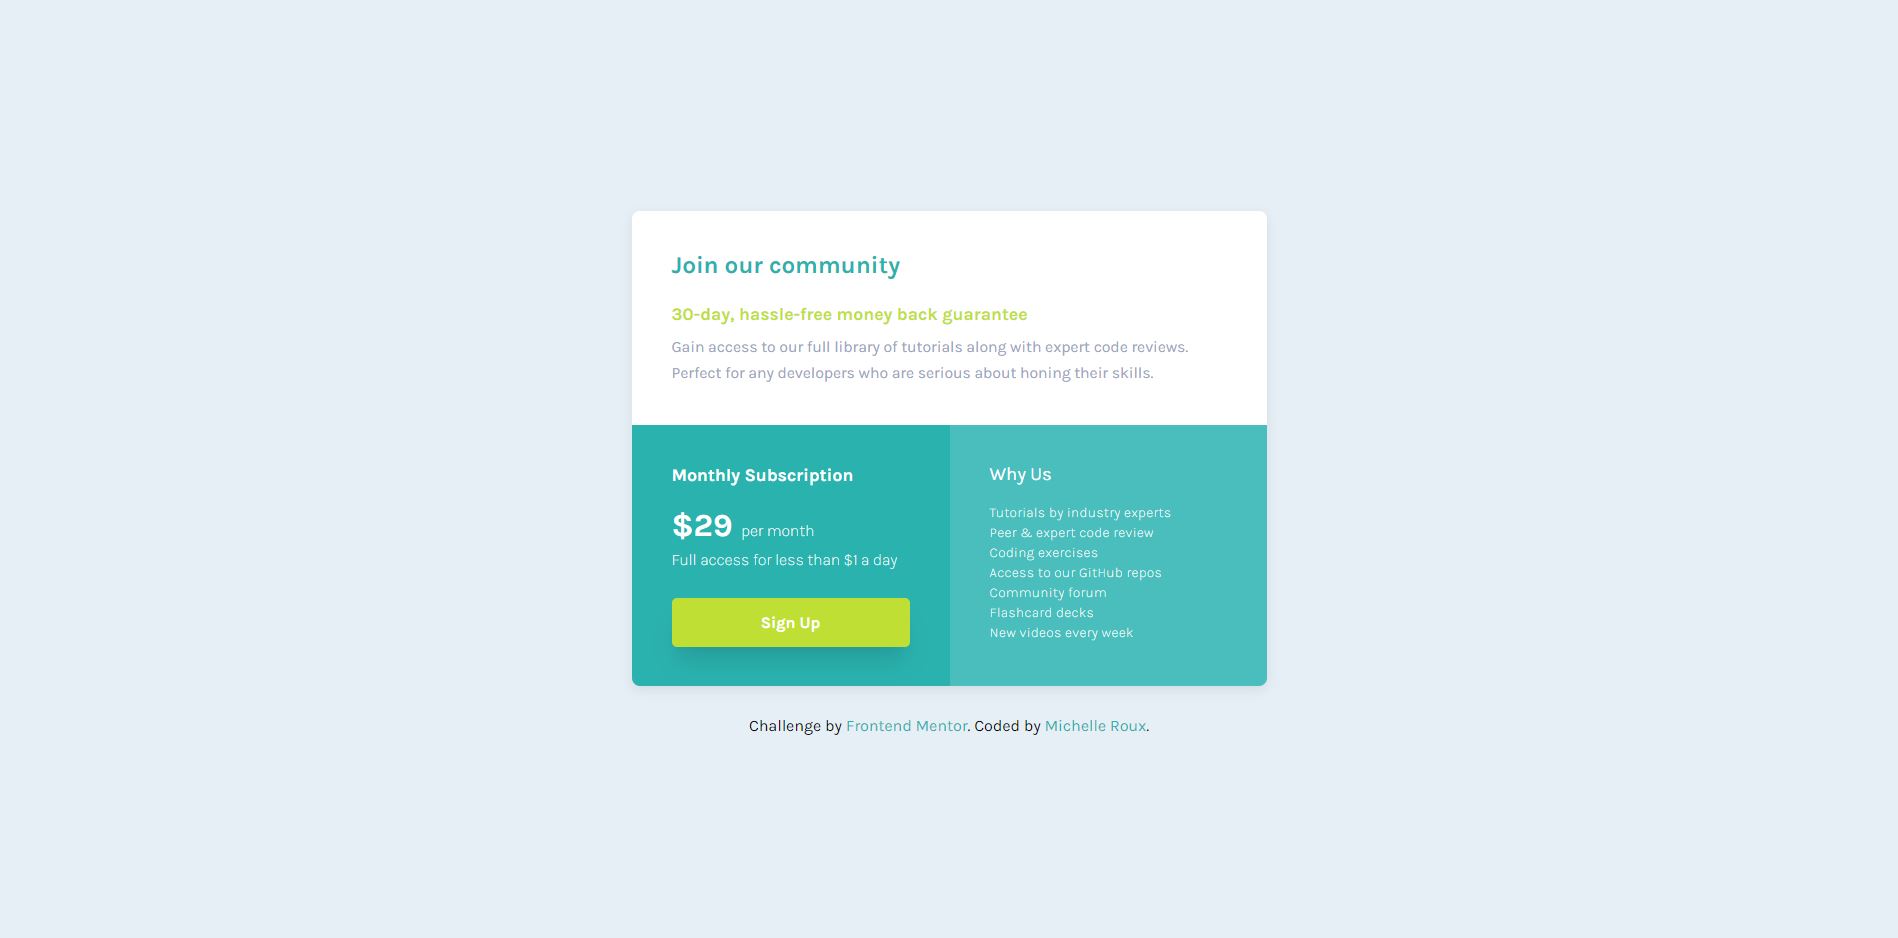 Join our community
30-day, hassle-free money back guarantee
Gain access to our full library of tutorials along with expert code reviews.
Perfect for any developers who are serious about honing their skills.
Monthly Subscription
$29 per month
Full access for less than $1 a day
Sign Up
Why Us
Tutorials by industry experts
Peer & expert code review
Coding exercises
Access to our GitHub repos
Community forum
Flashcard decks
New videos every week
Challenge by Frontend Mentor. Coded by Michelle Roux.